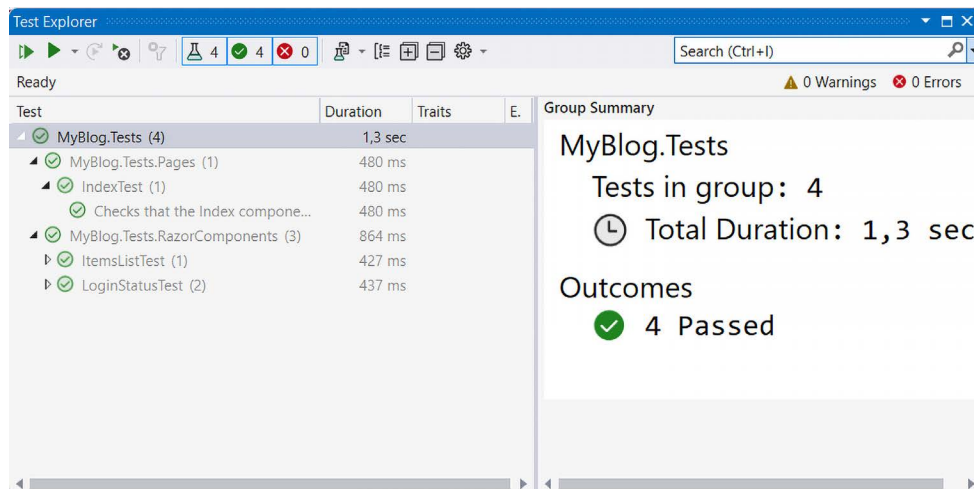 Test Explorer
4 4 0
Search (Ctrl+I)
Ready
0 Warnings 0 Errors
Test Duration Traits E.
MyBlog.Tests (4) 1,3 sec
MyBlog.Tests.Pages (1) 480 ms
IndexTest (1) 480 ms
Checks that the Index compone... 480 ms
MyBlog.Tests.RazorComponents (3) 864 ms
ItemsListTest (1) 427 ms
LoginStatusTest (2) 437 ms
Group Summary
MyBlog.Tests
Tests in group: 4
Total Duration: 1,3 sec
Outcomes
4 Passed